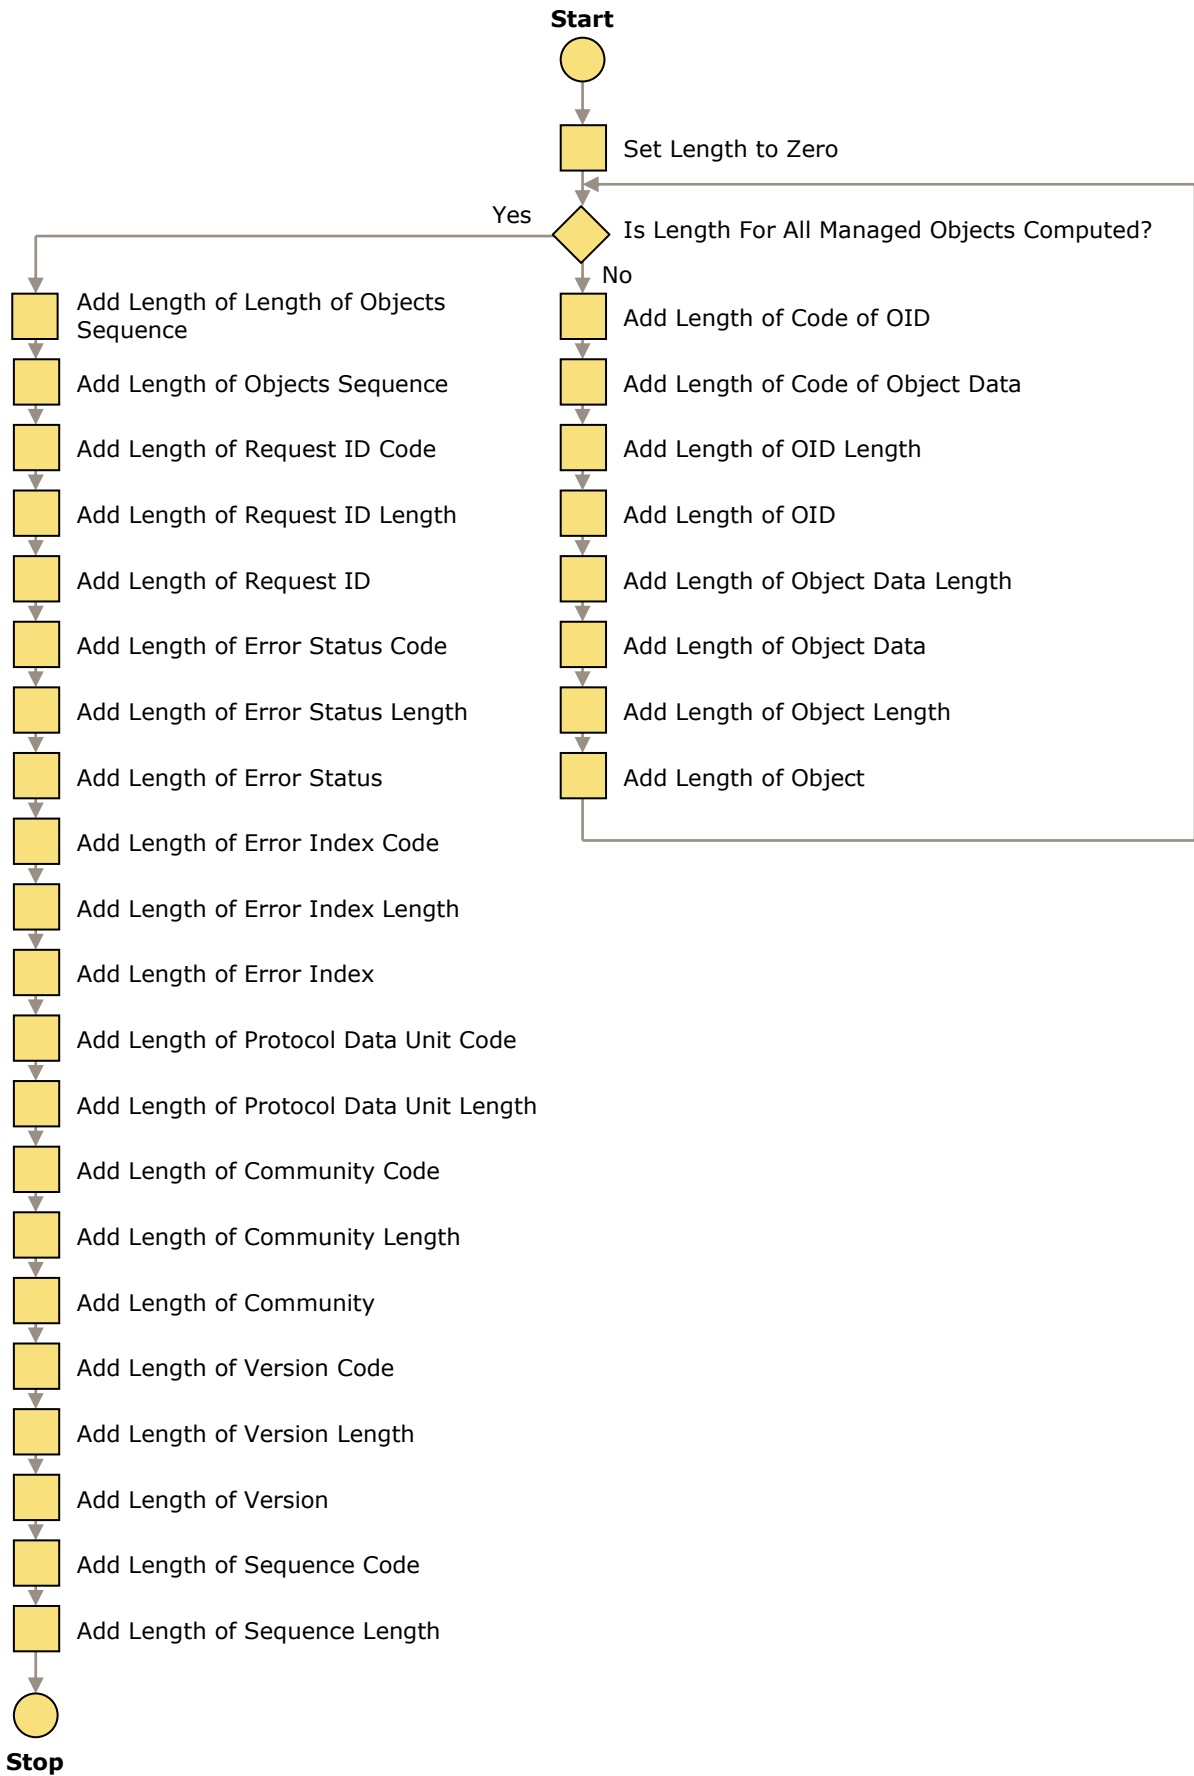 Start
Set Length to Zero
Is Length For All Managed Objects Computed?
Yes
No
Add Length of Length of Objects
Sequence
Add Length of Objects Sequence
Add Length of Request ID Code
Add Length of Request ID Length
Add Length of Request ID
Add Length of Error Status Code
Add Length of Error Status Length
Add Length of Error Status
Add Length of Error Index Code
Add Length of Error Index Length
Add Length of Error Index
Add Length of Protocol Data Unit Code
Add Length of Protocol Data Unit Length
Add Length of Community Code
Add Length of Community Length
Add Length of Community
Add Length of Version Code
Add Length of Version Length
Add Length of Version
Add Length of Sequence Code
Add Length of Sequence Length
Stop
Add Length of Code of OID
Add Length of Code of Object Data
Add Length of OID Length
Add Length of OID
Add Length of Object Data Length
Add Length of Object Data
Add Length of Object Length
Add Length of Object